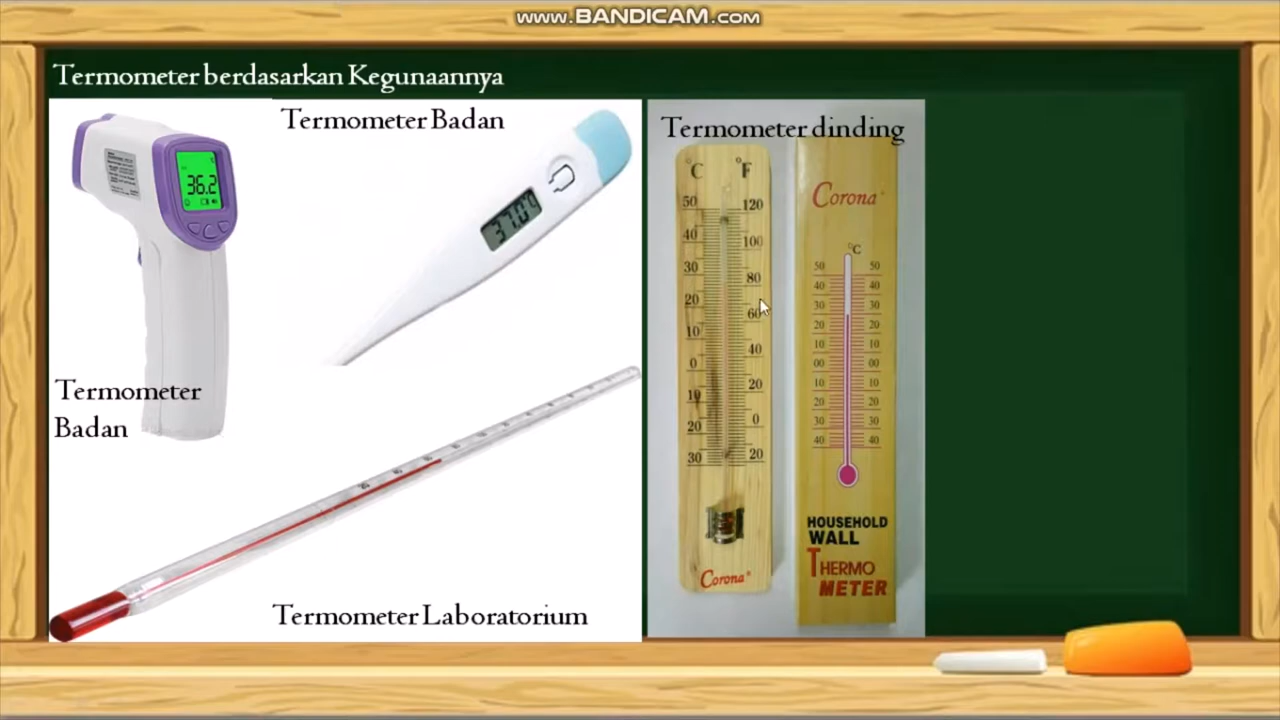 www.BANDICAM.com
Termometer berdasarkan Kegunaannya
Termometer Badan
36.2
37.0
Termometer
Badan
Termometer Laboratorium
Termometer dinding
°C °F
50 120
40 100
30 80
20 60
10 40
0 20
10 0
20 20
30
Corona
Corona
°C
50 50
40 40
30 30
20 20
10 10
00 00
10 10
20 20
30 30
40 40
HOUSEHOLD
WALL
THERMO
METER